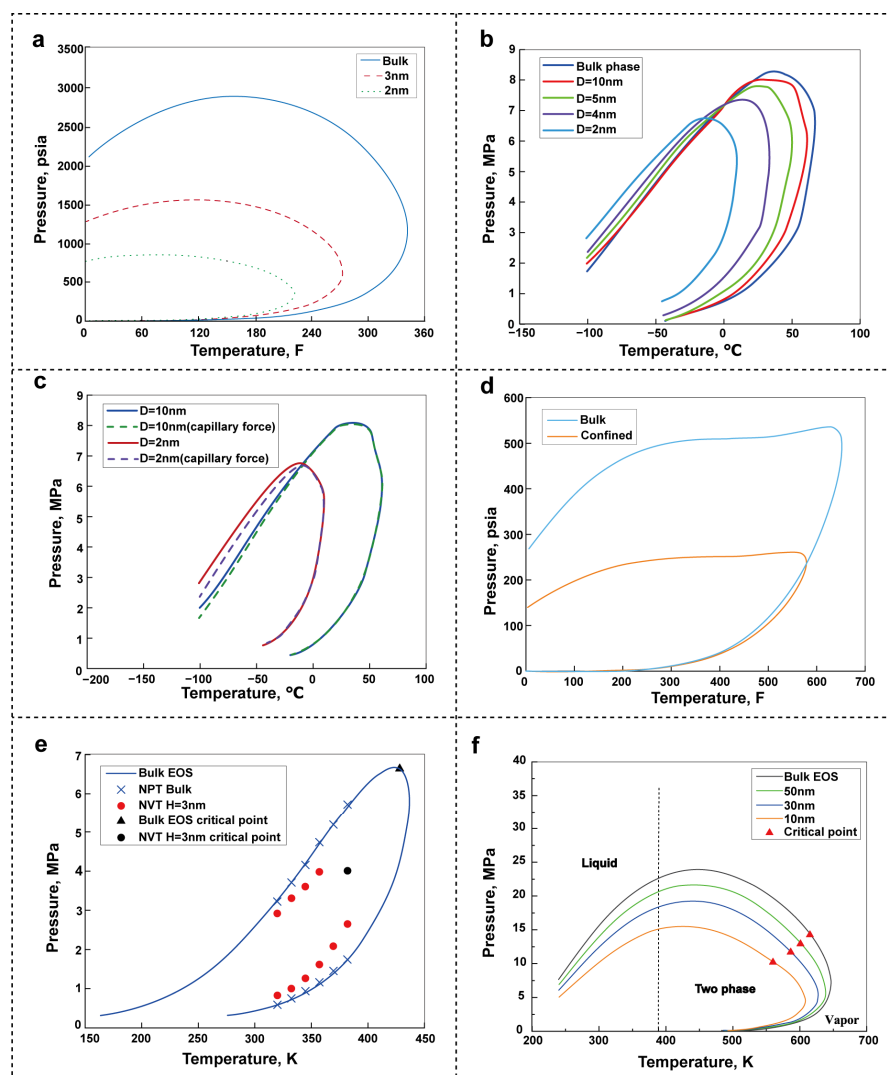 a
3500
3000
2500
2000
1500
1000
500
0
0 60 120 180 240 300 360
Pressure, psia
Temperature, F
Bulk
3nm
2nm
b
9
8
7
6
5
4
3
2
1
0
−150 −100 −50 0 50 100
Pressure, MPa
Temperature, ℃
Bulk phase
D=10nm
D=5nm
D=4nm
D=2nm
c
9
8
7
6
5
4
3
2
1
0
−200 −150 −100 −50 0 50 100
Pressure, MPa
Temperature, ℃
D=10nm
D=10nm(capillary force)
D=2nm
D=2nm(capillary force)
d
600
500
400
300
200
100
0
0 100 200 300 400 500 600 700
Pressure, psia
Temperature, F
Bulk
Confined
e
7
6
5
4
3
2
1
0
150 200 250 300 350 400 450
Pressure, MPa
Temperature, K
Bulk EOS
NPT Bulk
NVT H=3nm
Bulk EOS critical point
NVT H=3nm critical point
f
40
35
30
25
20
15
10
5
0
200 300 400 500 600 700
Pressure, MPa
Temperature, K
Bulk EOS
50nm
30nm
10nm
Critical point
Liquid
Two phase
Vapor